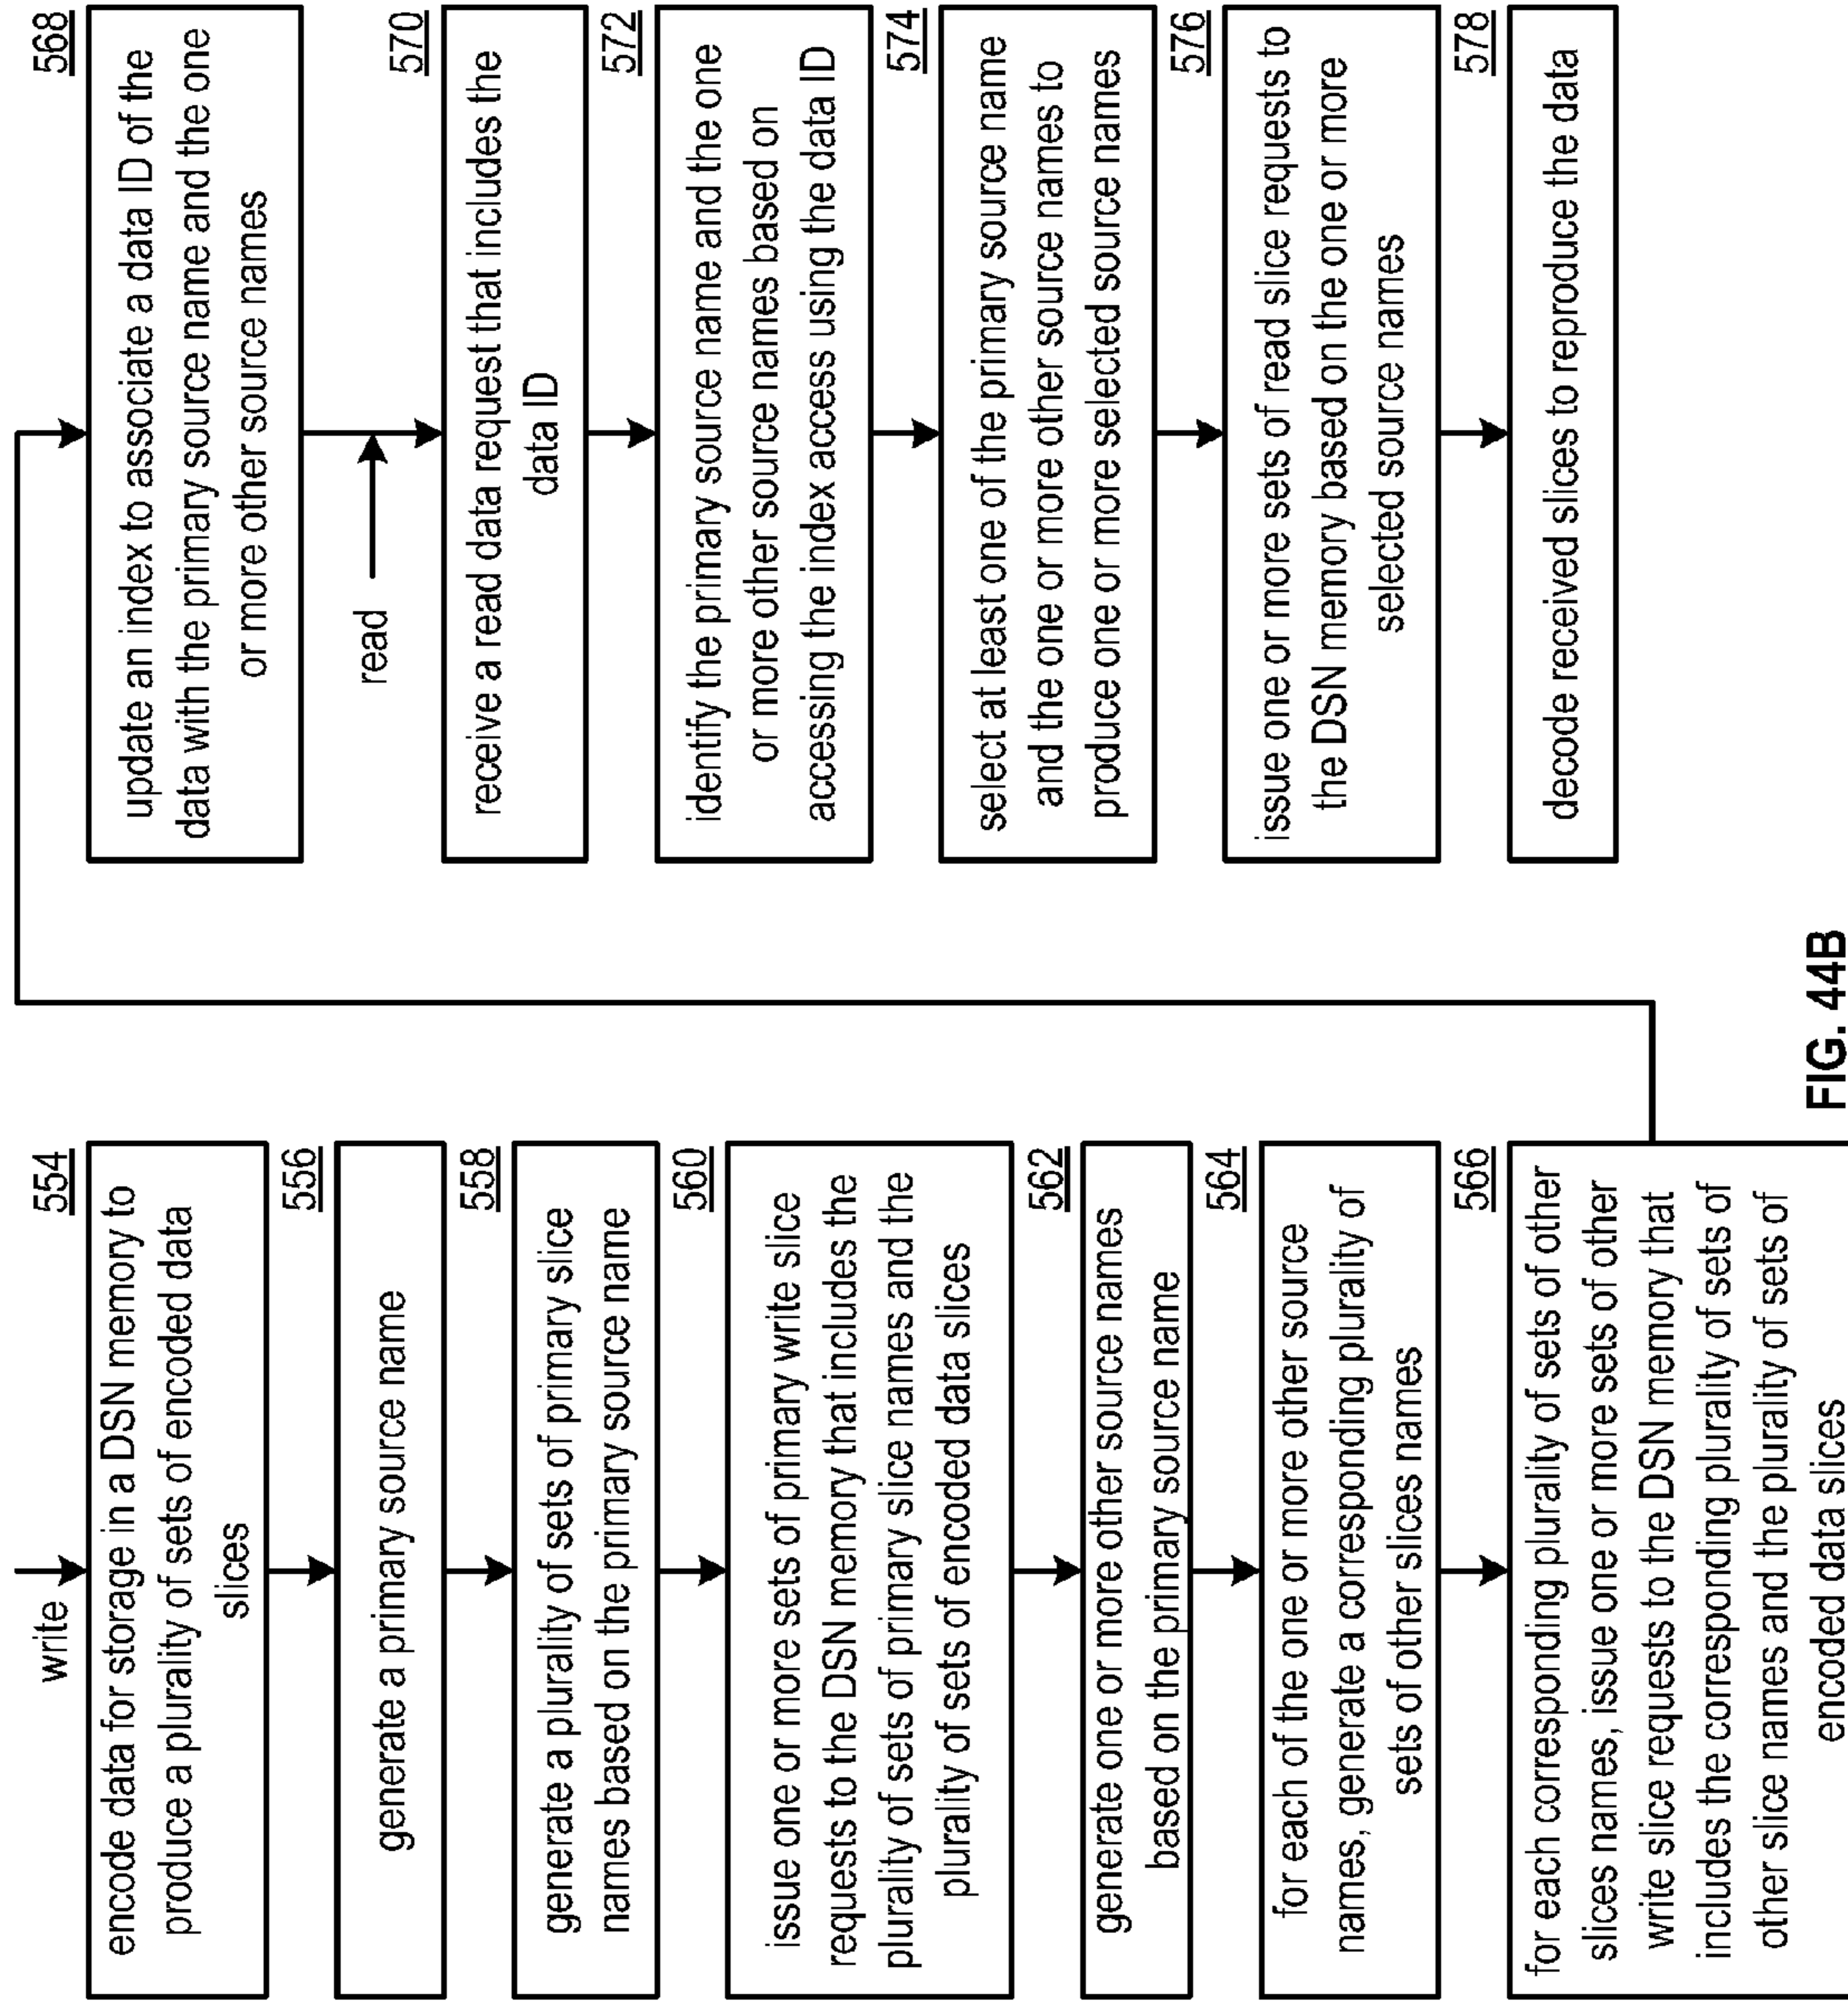 write
554
encode data for storage in a DSN memory to
produce a plurality of sets of encoded data
slices
556
generate a primary source name
558
generate a plurality of sets of primary slice
names based on the primary source name
560
issue one or more sets of primary write slice
requests to the DSN memory that includes the
plurality of sets of primary slice names and the
plurality of sets of encoded data slices
562
generate one or more other source names
based on the primary source name
564
for each of the one or more other source
names, generate a corresponding plurality of
sets of other slices names
566
for each corresponding plurality of sets of other
slices names, issue one or more sets of other
write slice requests to the DSN memory that
includes the corresponding plurality of sets of
other slice names and the plurality of sets of
encoded data slices
568
update an index to associate a data ID of the
data with the primary source name and the one
or more other source names
read
570
receive a read data request that includes the
data ID
572
identify the primary source name and the one
or more other source names based on
accessing the index access using the data ID
574
select at least one of the primary source name
and the one or more other source names to
produce one or more selected source names
576
issue one or more sets of read slice requests to
the DSN memory based on the one or more
selected source names
578
decode received slices to reproduce the data
FIG. 44B